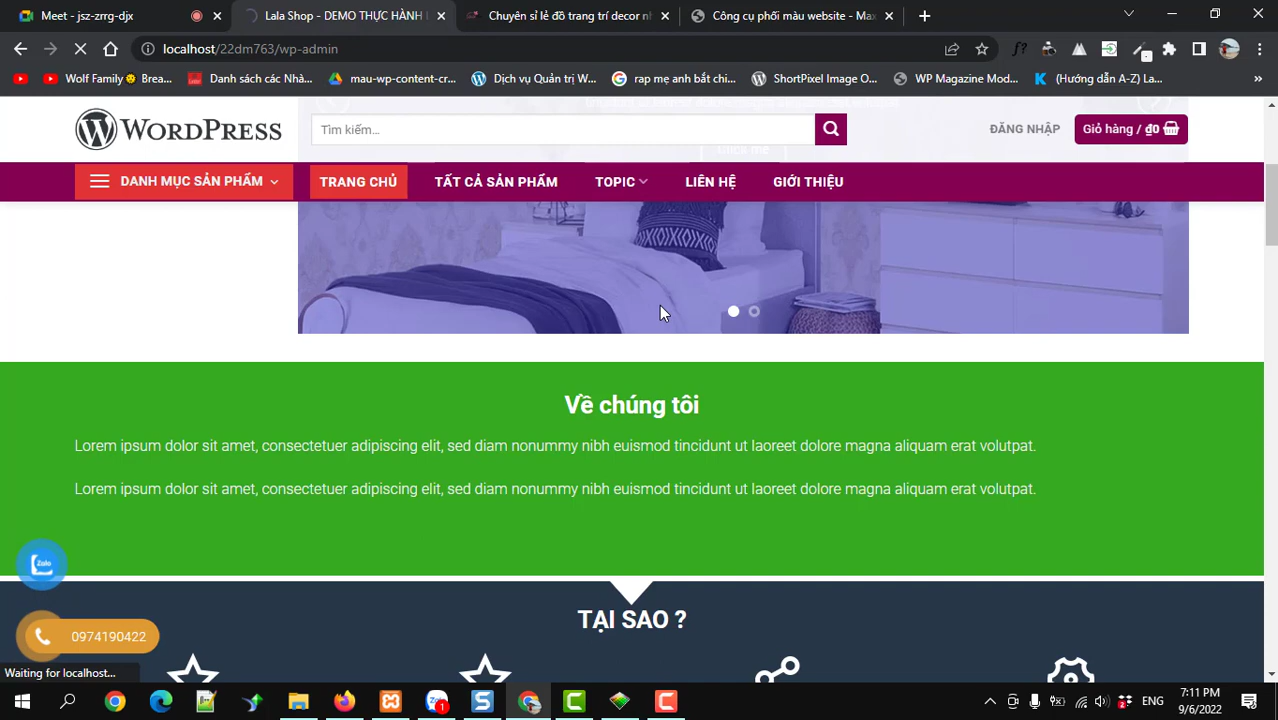 Meet - jsz-zrrg-djx
Lala Shop - DEMO THỰC HÀNH
Chuyên sỉ lẻ đồ trang trí decor nh
Công cụ phối màu website - Max
localhost/22dm763/wp-admin
Wolf Family Brea...
Danh sách các Nhà...
mau-wp-content-cr...
Dịch vụ Quản trị W...
rap mẹ anh bắt chi...
ShortPixel Image O...
WP Magazine Mod...
(Hướng dẫn A-Z) La...
WORDPRESS
Tìm kiếm...
ĐĂNG NHẬP
Giỏ hàng / ₫0
DANH MỤC SẢN PHẨM
TRANG CHỦ
TẤT CẢ SẢN PHẨM
TOPIC
LIÊN HỆ
GIỚI THIỆU
Về chúng tôi
Lorem ipsum dolor sit amet, consectetuer adipiscing elit, sed diam nonummy nibh euismod tincidunt ut laoreet dolore magna aliquam erat volutpat.
Lorem ipsum dolor sit amet, consectetuer adipiscing elit, sed diam nonummy nibh euismod tincidunt ut laoreet dolore magna aliquam erat volutpat.
Zalo
TẠI SAO ?
0974190422
Waiting for localhost...
ENG
7:11 PM
9/6/2022